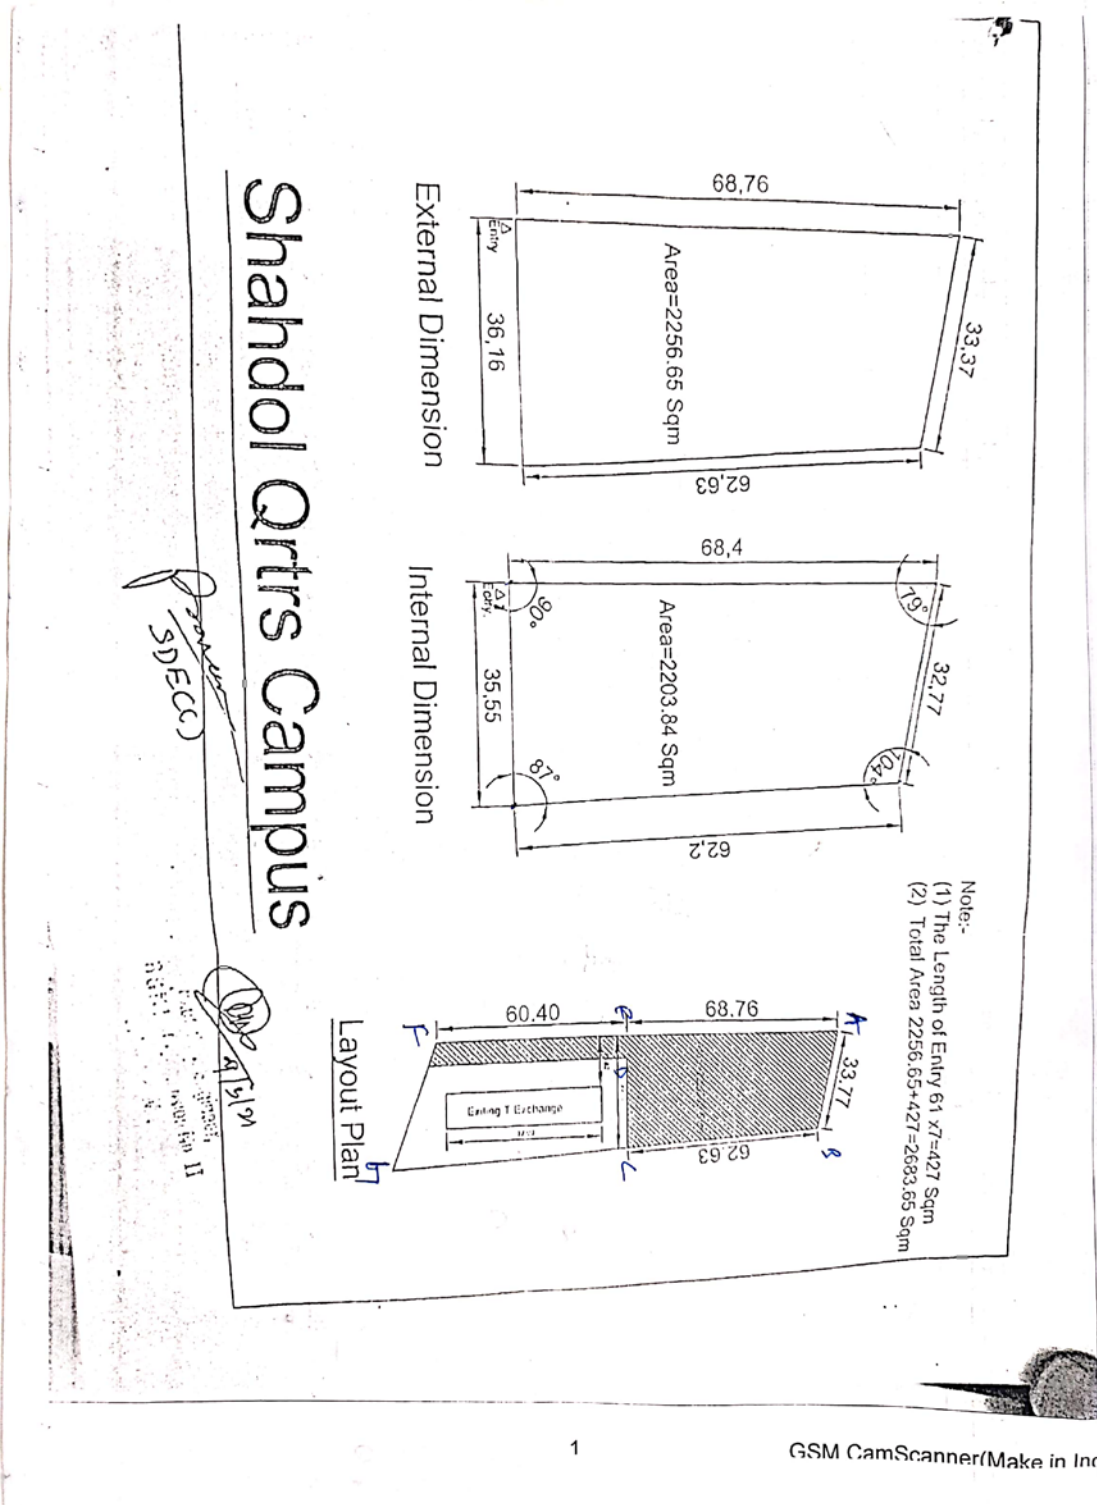 68,76
33,37
Area=2256.65 Sqm
62,63
Entry
36,16
External Dimension
68,4
79°
32,77
Area=2203.84 Sqm
104°
90°
87°
62,2
Entry.
35,55
Internal Dimension
Note:-
(1) The Length of Entry 61 x7=427 Sqm
(2) Total Area 2256.65+427=2683.65 Sqm
A
33.77
B
68.76
62.63
E
D
C
60.40
F
Exiting T Exchange
G
Layout Plan
Shahdol Qrtrs Campus
SDE(C)
II
1
GSM CamScanner(Make in Inc